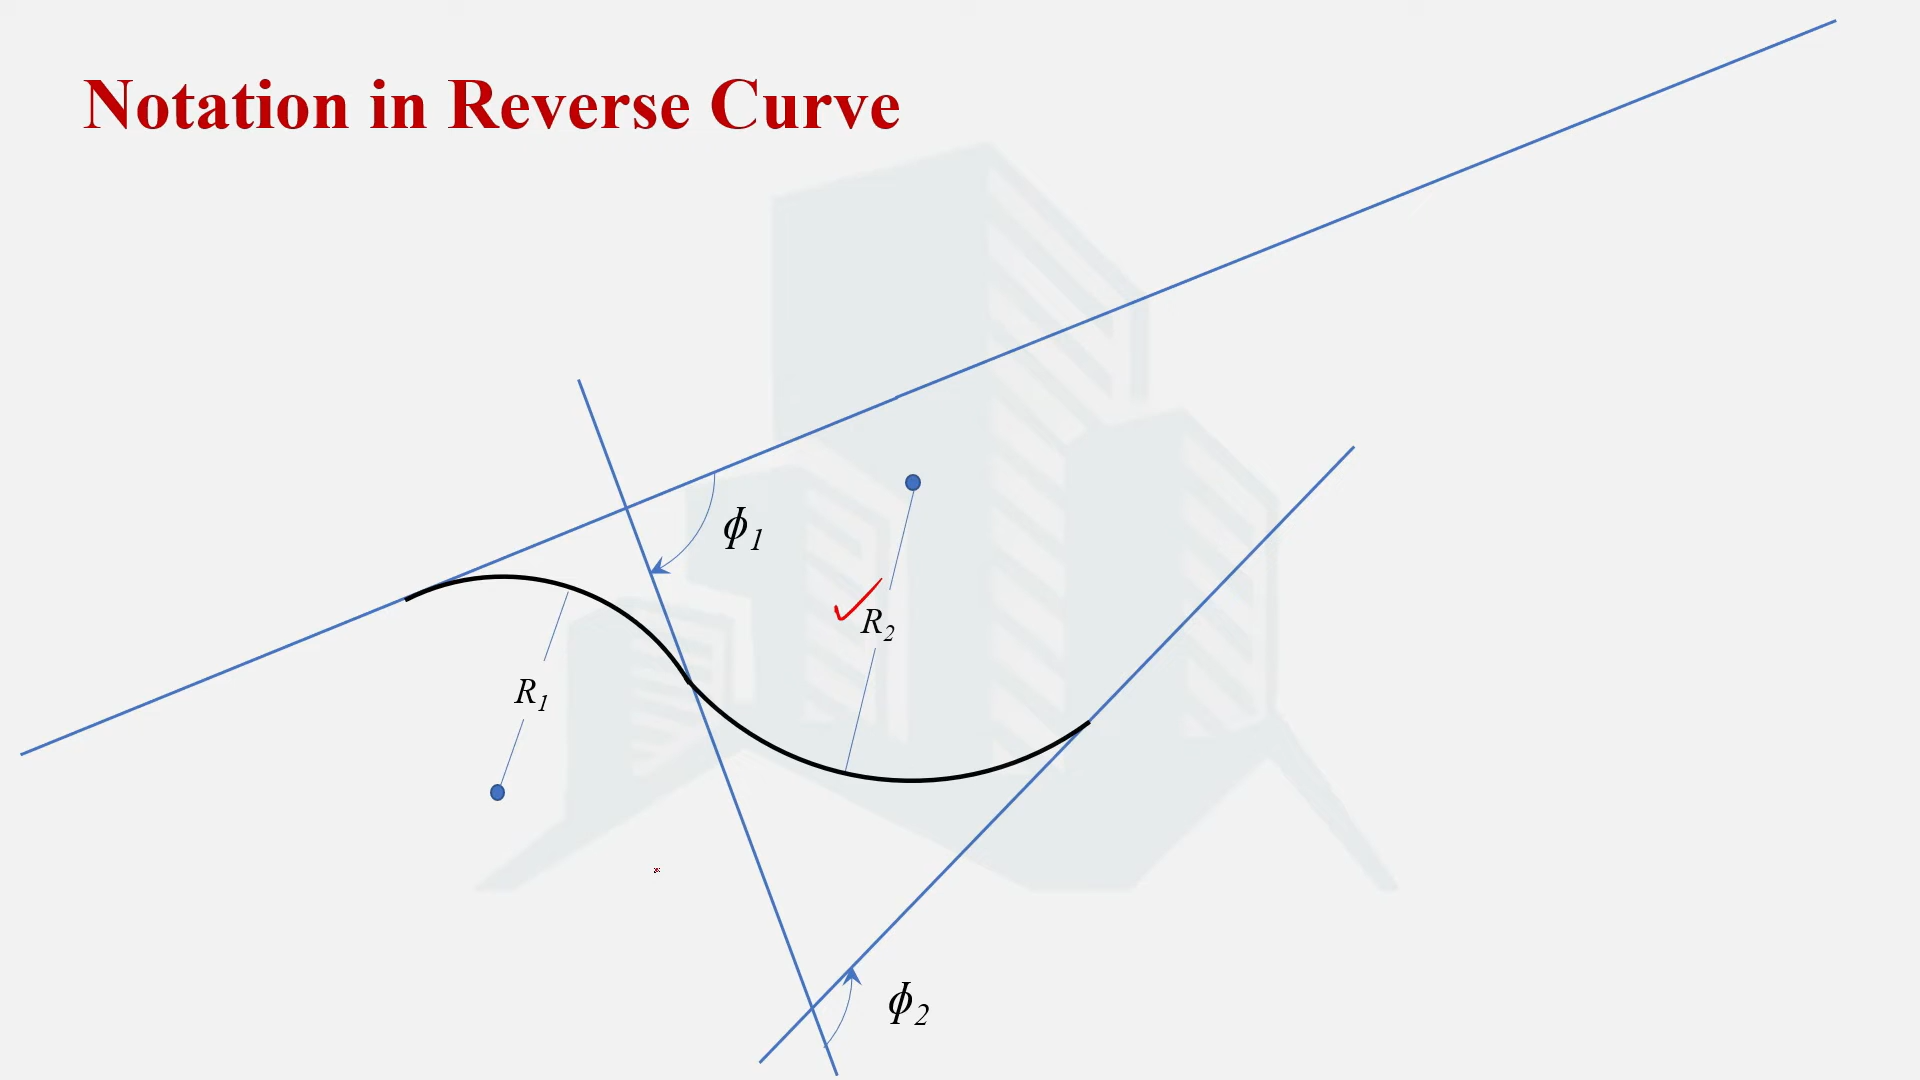 Notation in Reverse Curve
ϕ1
R2
R1
ϕ2